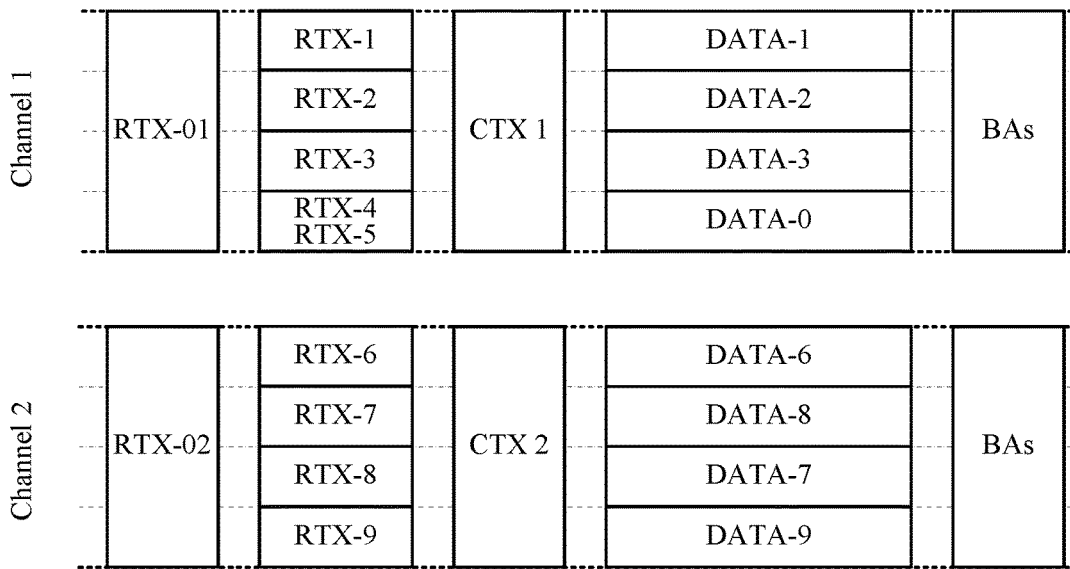 Channel 1
RTX-01
RTX-1
RTX-2
RTX-3
RTX-4
RTX-5
CTX 1
DATA-1
DATA-2
DATA-3
DATA-0
BAs
Channel 2
RTX-02
RTX-6
RTX-7
RTX-8
RTX-9
CTX 2
DATA-6
DATA-8
DATA-7
DATA-9
BAs